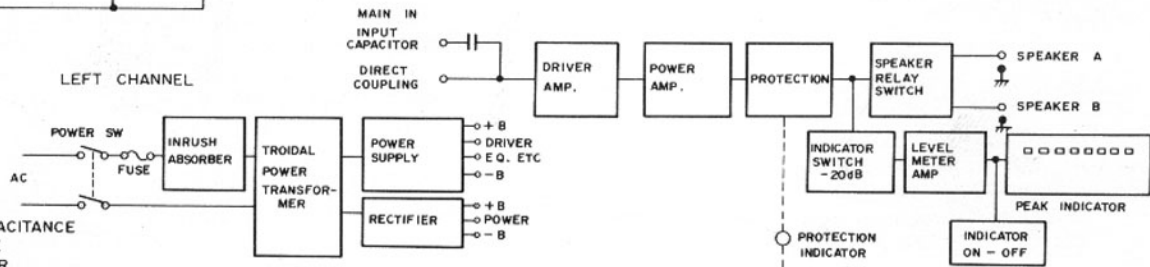 MAIN IN
INPUT
CAPACITOR
DIRECT
COUPLING
DRIVER
AMP.
POWER
AMP.
PROTECTION
SPEAKER
RELAY
SWITCH
SPEAKER A
SPEAKER B
LEFT CHANNEL
POWER SW
FUSE
AC
INRUSH
ABSORBER
TROIDAL
POWER
TRANSFOR-
MER
POWER
SUPPLY
+B
DRIVER
EQ. ETC
-B
RECTIFIER
+B
POWER
-B
INDICATOR
SWITCH
-20dB
LEVEL
METER
AMP
PEAK INDICATOR
INDICATOR
ON-OFF
PROTECTION
INDICATOR
ACITANCE